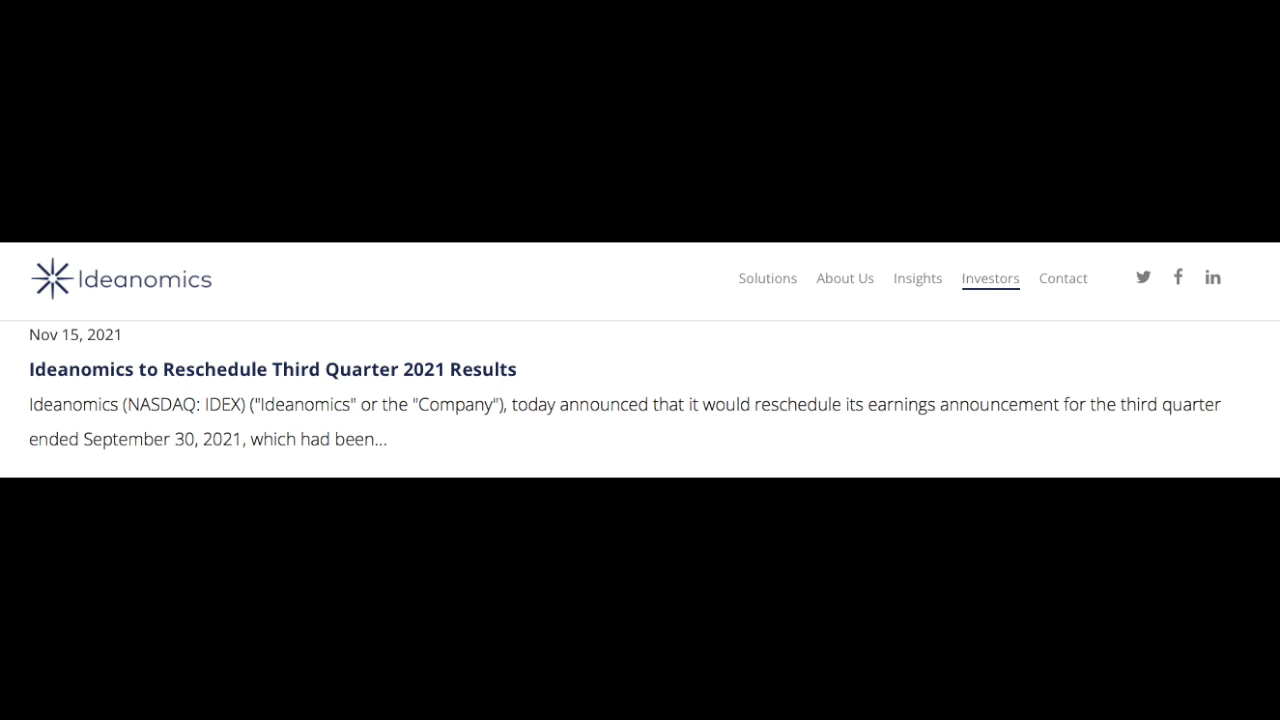 Ideanomics
Solutions About Us Insights Investors Contact
Nov 15, 2021
Ideanomics to Reschedule Third Quarter 2021 Results
Ideanomics (NASDAQ: IDEX) ("Ideanomics" or the "Company"), today announced that it would reschedule its earnings announcement for the third quarter
ended September 30, 2021, which had been...